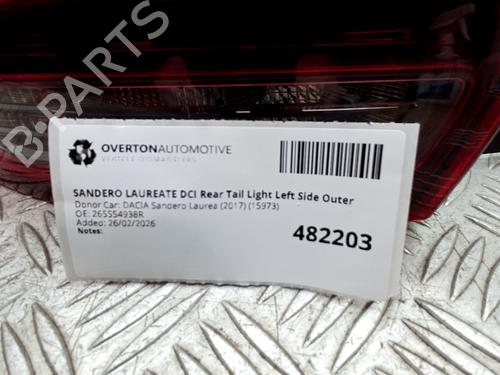 B-PARTS
OVERTONAUTOMOTIVE
VEHICLE DISMANTLERS
SANDERO LAUREATE DCI Rear Tail Light Left Side Outer
Donor Car: DACIA Sandero Laurea (2017) (15973)
OE: 265554938R
Added: 26/02/2026
Notes:
482203